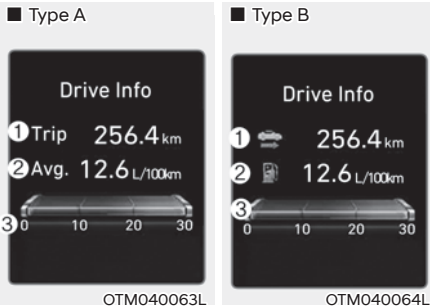 ■ Type A
Drive Info
① Trip 256.4 km
② Avg. 12.6 L/100km
③ 0 10 20 30
OTM040063L
■ Type B
Drive Info
① 256.4 km
② 12.6 L/100km
③
0 10 20 30
OTM040064L